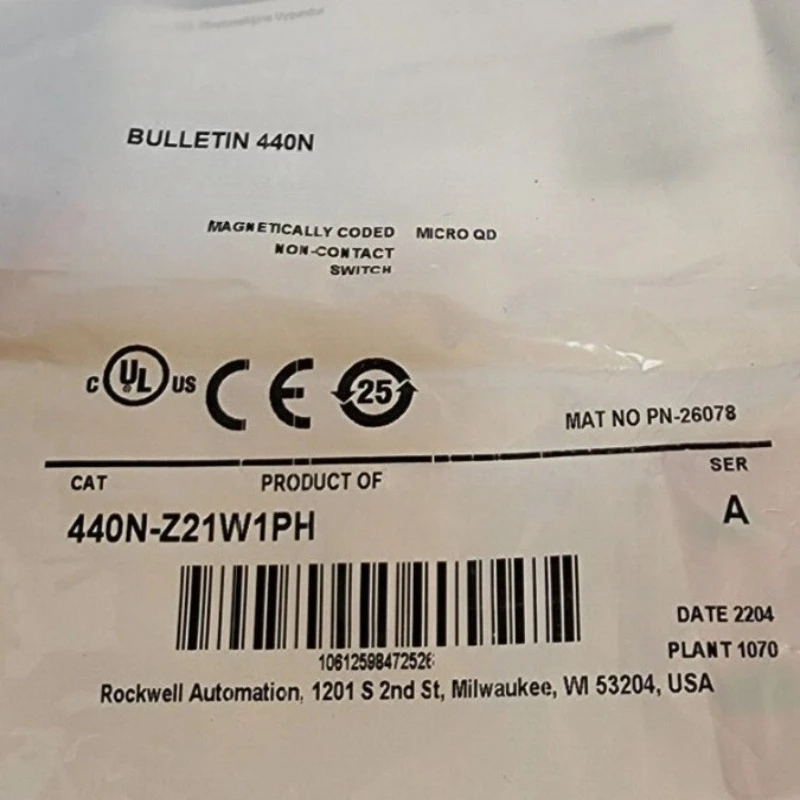 BULLETIN 440N
MAGNETICALLY CODED MICRO QD
NON-CONTACT
SWITCH
C UL US CE 25
MAT NO PN-26078
CAT PRODUCT OF SER
440N-Z21W1PH A
DATE 2204
PLANT 1070
Rockwell Automation, 1201 S 2nd St, Milwaukee, WI 53204, USA